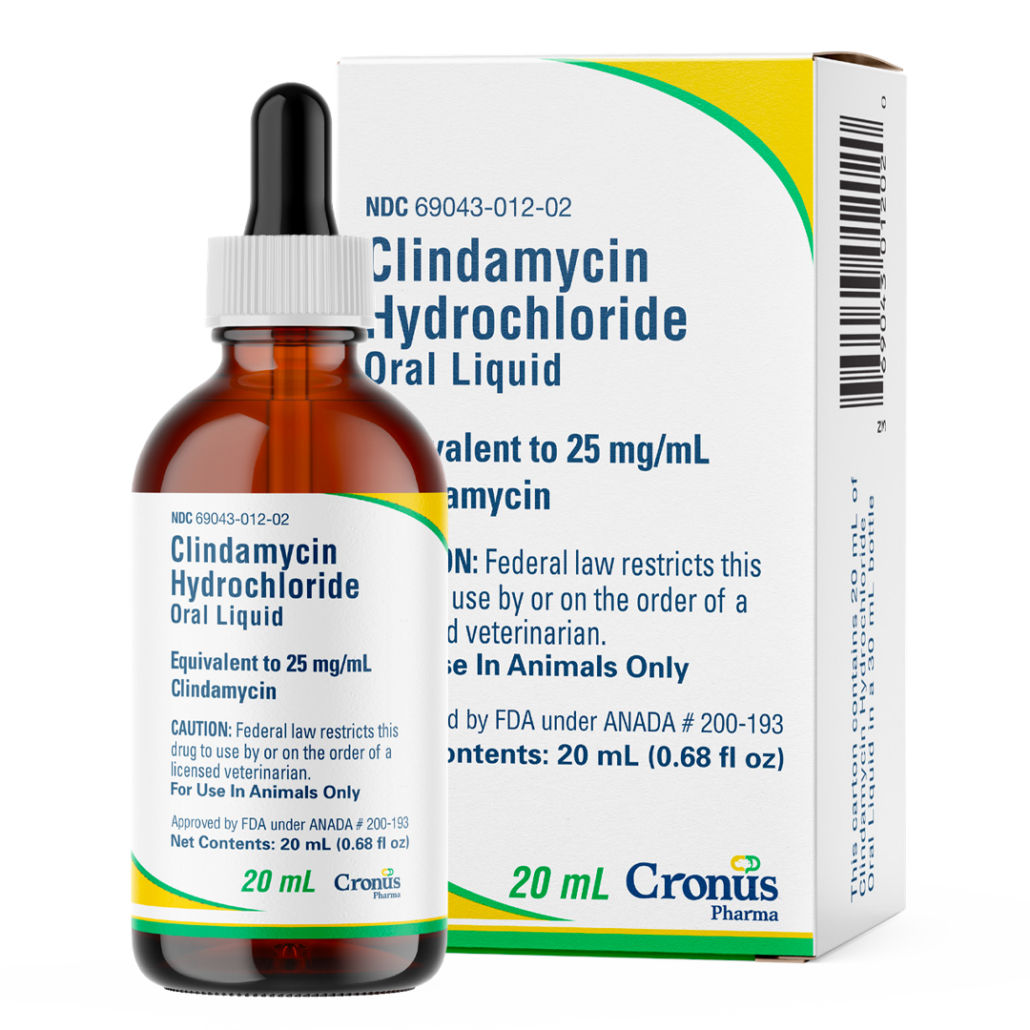 NDC 69043-012-02
Clindamycin
Hydrochloride
Oral Liquid
valent to 25 mg/mL
amycin
ON: Federal law restricts this
use by or on the order of a
d veterinarian.
se In Animals Only
d by FDA under ANADA # 200-193
ontents: 20 mL (0.68 fl oz)
20 mL Cronus
Pharma
NDC 69043-012-02
Clindamycin
Hydrochloride
Oral Liquid
Equivalent to 25 mg/mL
Clindamycin
CAUTION: Federal law restricts this
drug to use by or on the order of a
licensed veterinarian.
For Use In Animals Only
Approved by FDA under ANADA # 200-193
Net Contents: 20 mL (0.68 fl oz)
20 mL Cronus
Pharma
69043 01202 0
This carton contains 20 mL of
Clindamycin Hydrochloride
Oral Liquid in a 30 mL bottle